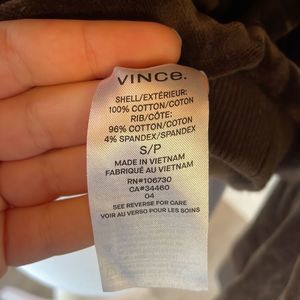 VINCE.
SHELL/EXTÉRIEUR:
100% COTTON/COTON
RIB/CÔTE:
96% COTTON/COTON
4% SPANDEX/SPANDEX
S/P
MADE IN VIETNAM
FABRIQUÉ AU VIETNAM
RN#106730
CA#34460
04
SEE REVERSE FOR CARE
VOIR AU VERSO POUR LES SOINS